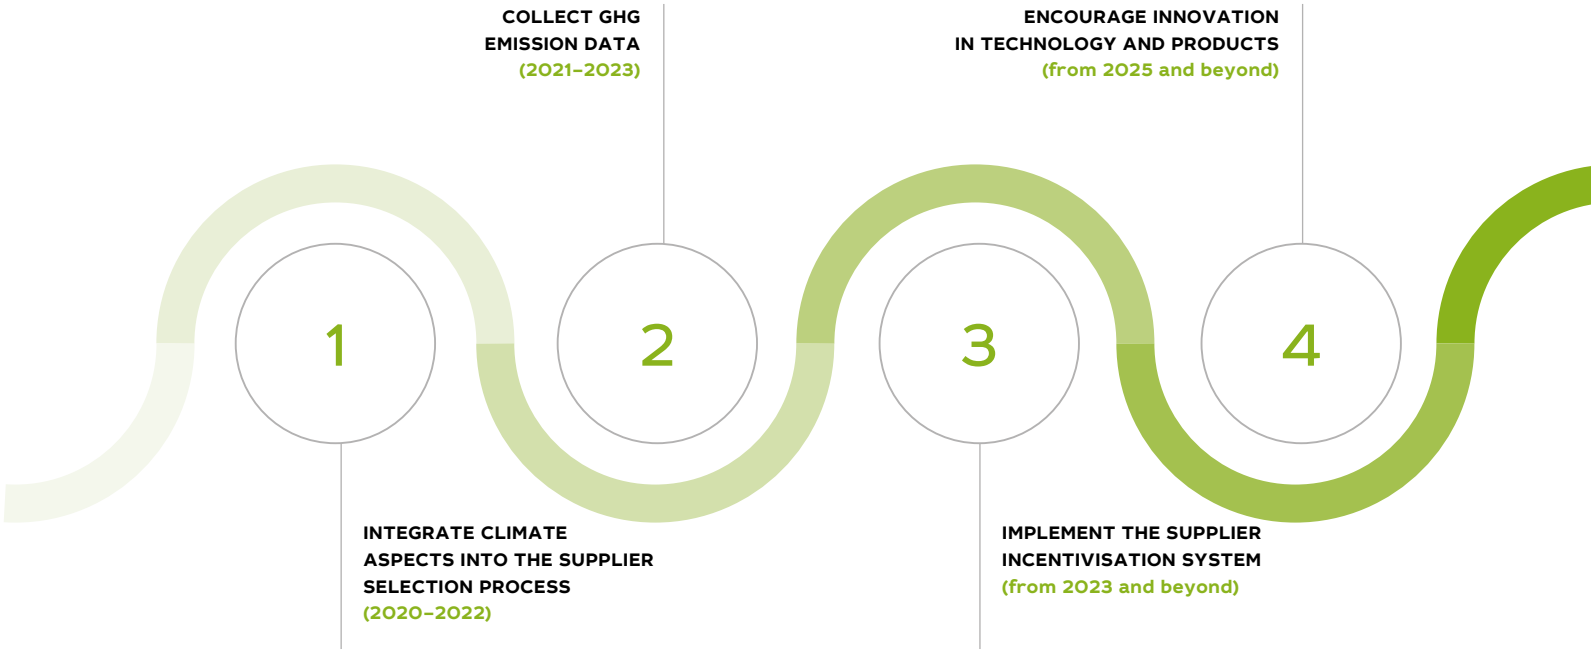 COLLECT GHG
EMISSION DATA
(2021–2023)
ENCOURAGE INNOVATION
IN TECHNOLOGY AND PRODUCTS
(from 2025 and beyond)
1
2
3
4
INTEGRATE CLIMATE
ASPECTS INTO THE SUPPLIER
SELECTION PROCESS
(2020–2022)
IMPLEMENT THE SUPPLIER
INCENTIVISATION SYSTEM
(from 2023 and beyond)